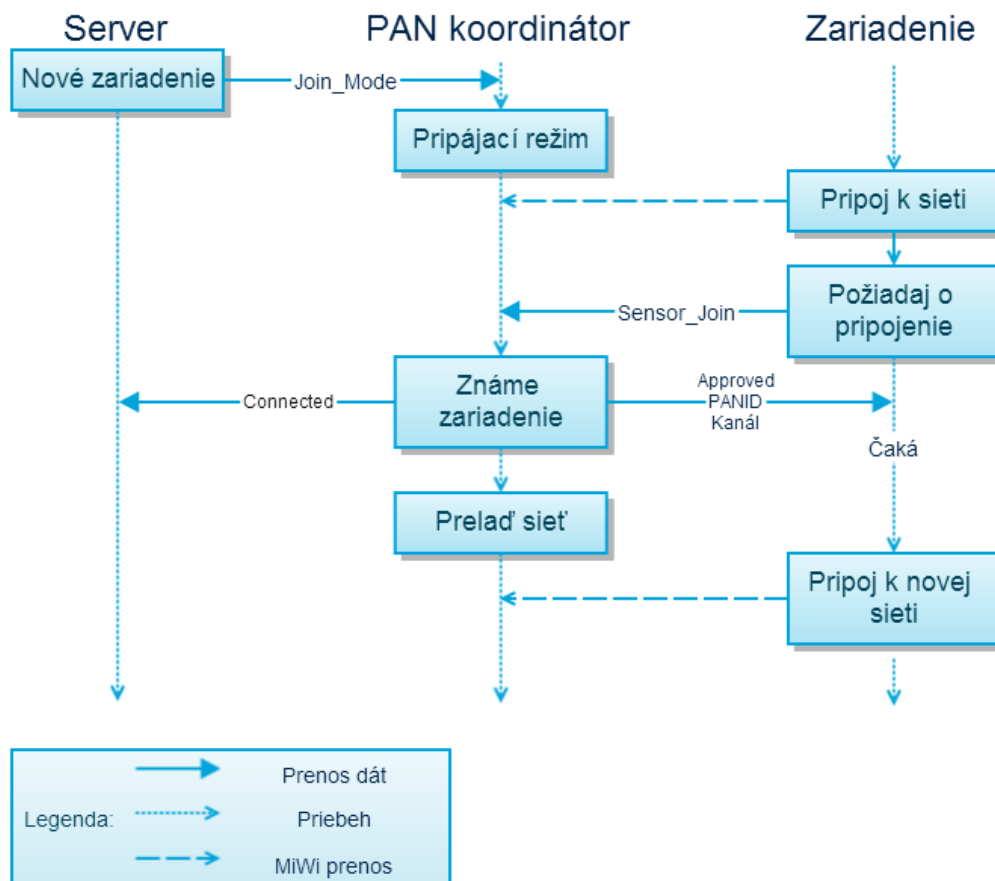 Server
PAN koordinátor
Zariadenie
Nové zariadenie
Join_Mode
Pripájací režim
Pripoj k sieti
Požiadaj o
pripojenie
Sensor_Join
Connected
Známe
zariadenie
Approved
PANID
Kanál
Čaká
Prelaď sieť
Pripoj k novej
sieti
Legenda:
Prenos dát
Priebeh
MiWi prenos